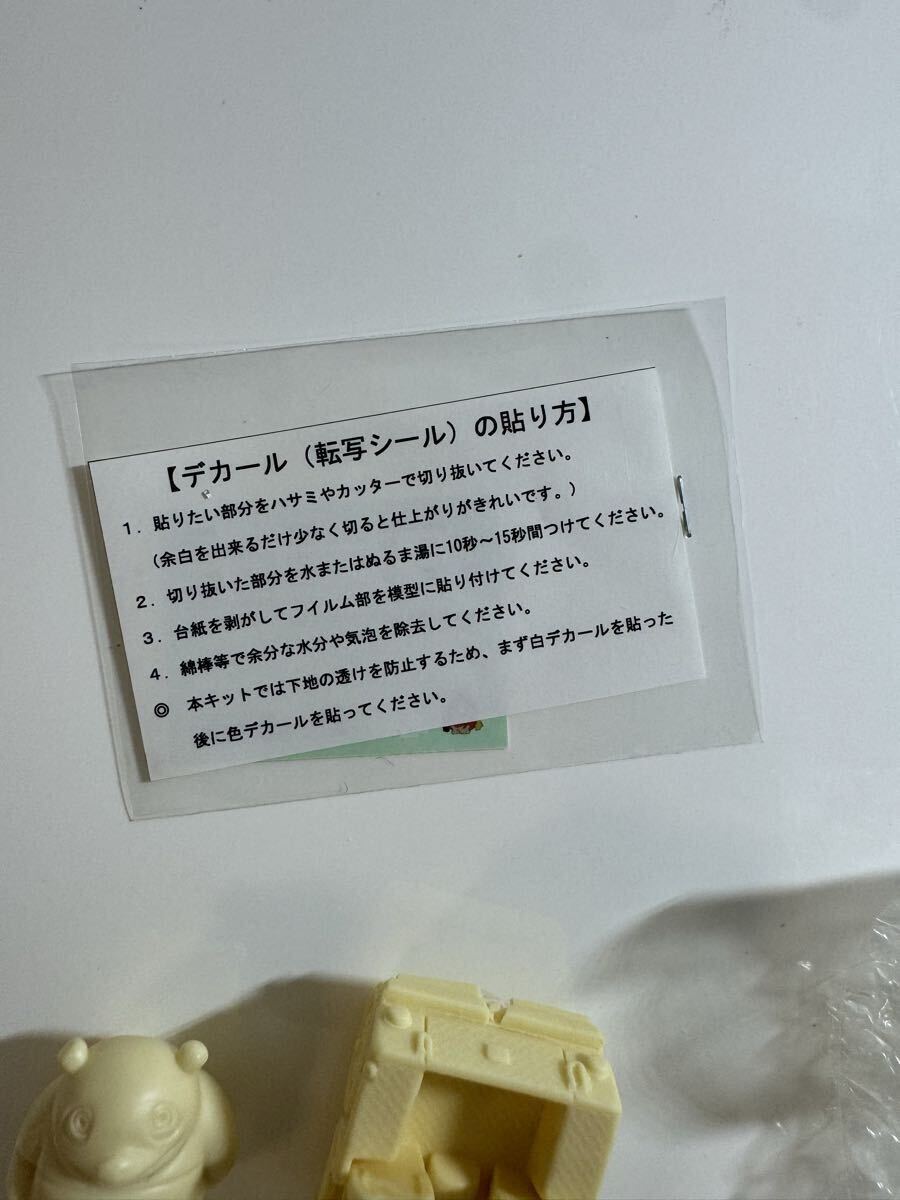 【デカール（転写シール）の貼り方】
1．貼りたい部分をハサミやカッターで切り抜いてください。
（余白を出来るだけ少なく切ると仕上がりがきれいです。）
2．切り抜いた部分を水またはぬるま湯に10秒～15秒間つけてください。
3．台紙を剥がしてフイルム部を模型に貼り付けてください。
4．綿棒等で余分な水分や気泡を除去してください。
◎　本キットでは下地の透けを防止するため、まず白デカールを貼った
後に色デカールを貼ってください。